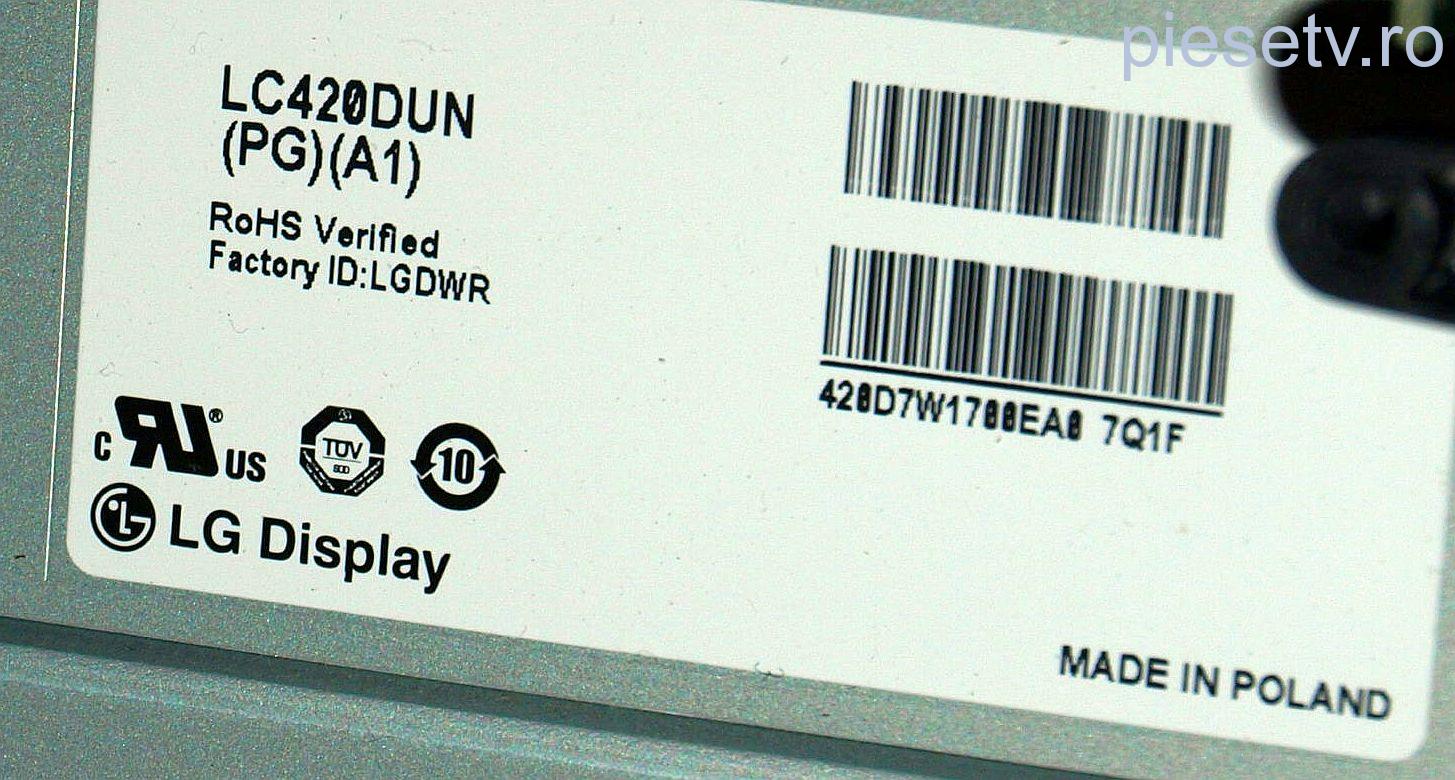 piesetv.ro
LC420DUN
(PG)(A1)
RoHS Verified
Factory ID:LGDWR
420D7W1700EA0 7Q1F
C RU® US
TÜV
10
LG Display
MADE IN POLAND